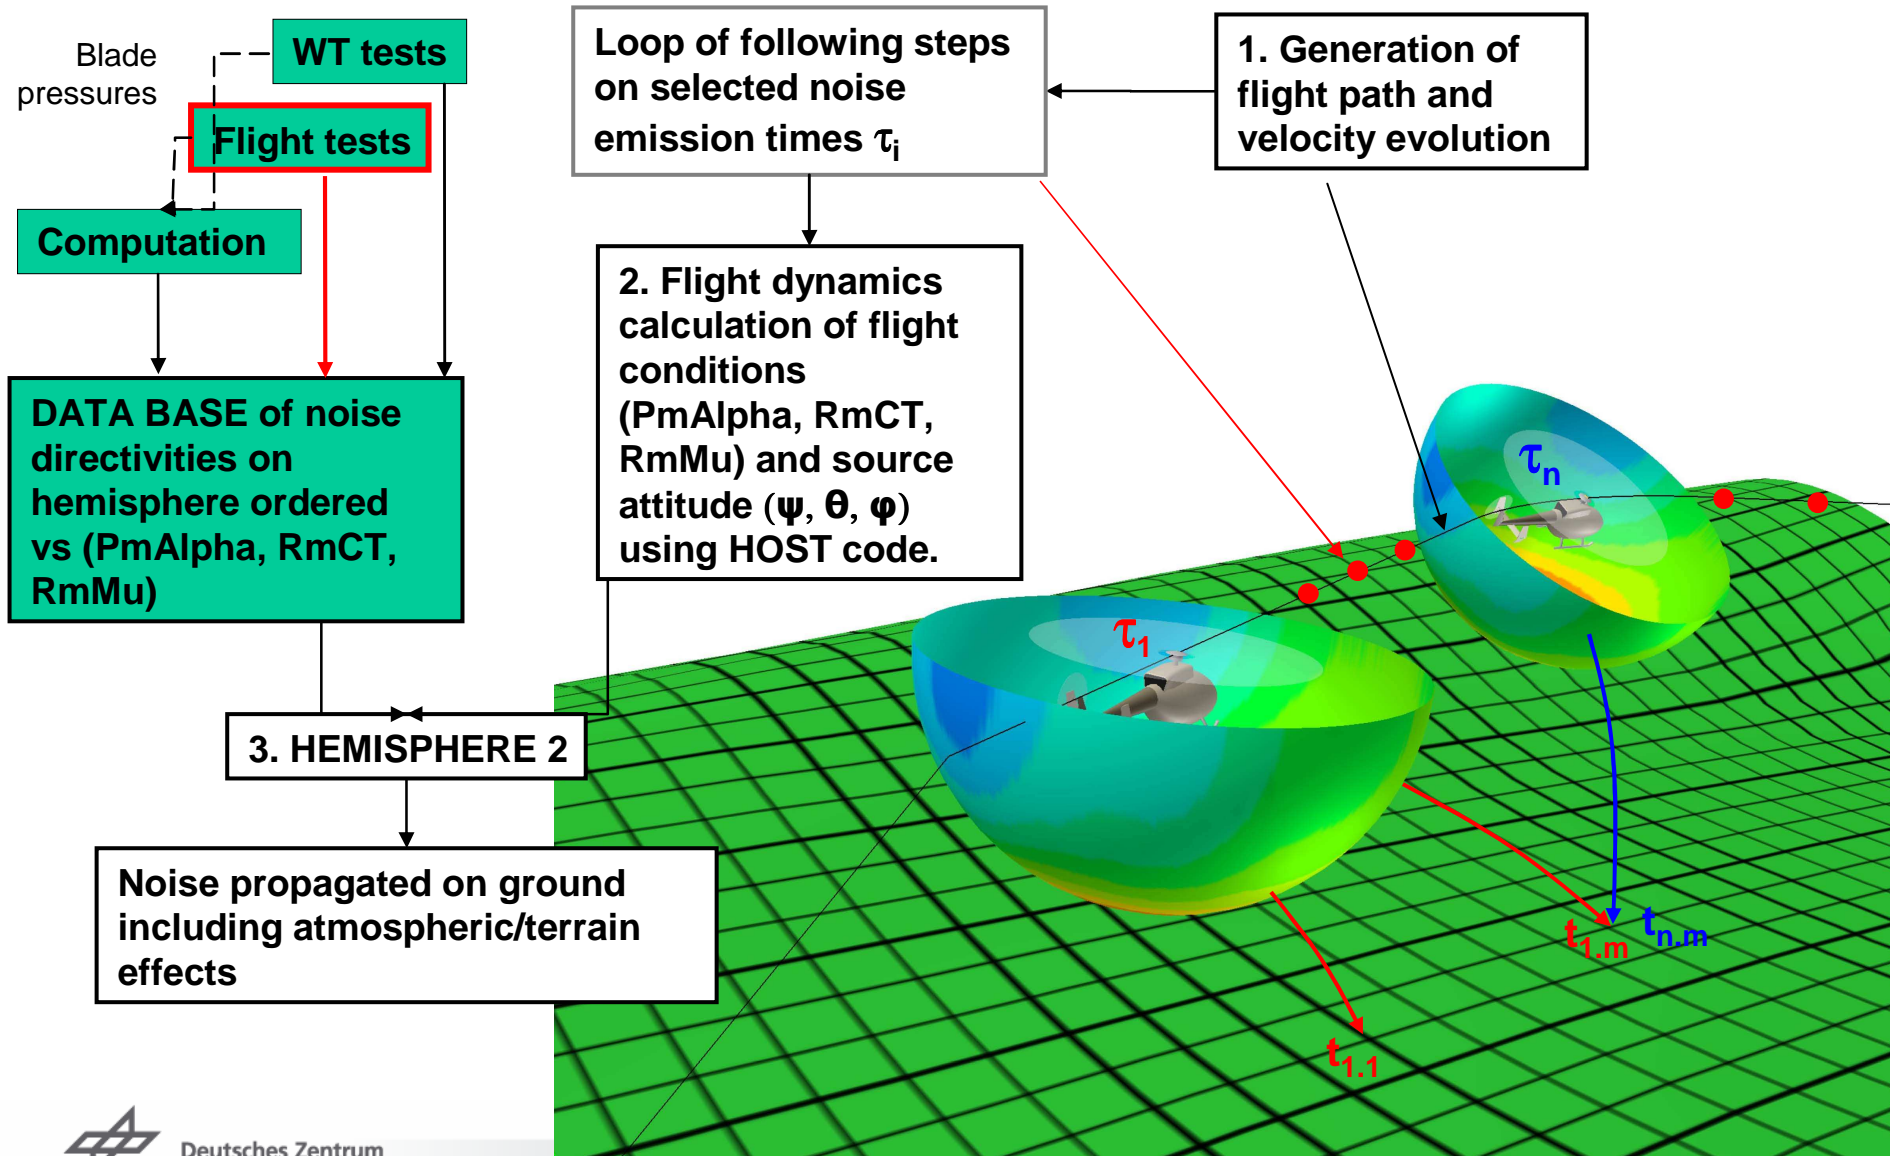 Blade
pressures
WT tests
Flight tests
Computation
DATA BASE of noise
directivities on
hemisphere ordered
vs (PmAlpha, RmCT,
RmMu)
Loop of following steps
on selected noise
emission times τi
1. Generation of
flight path and
velocity evolution
2. Flight dynamics
calculation of flight
conditions
(PmAlpha, RmCT,
RmMu) and source
attitude (ψ, θ, φ)
using HOST code.
3. HEMISPHERE 2
Noise propagated on ground
including atmospheric/terrain
effects
τn
τ1
t1.m
tn.m
t1.1
Deutsches Zentrum